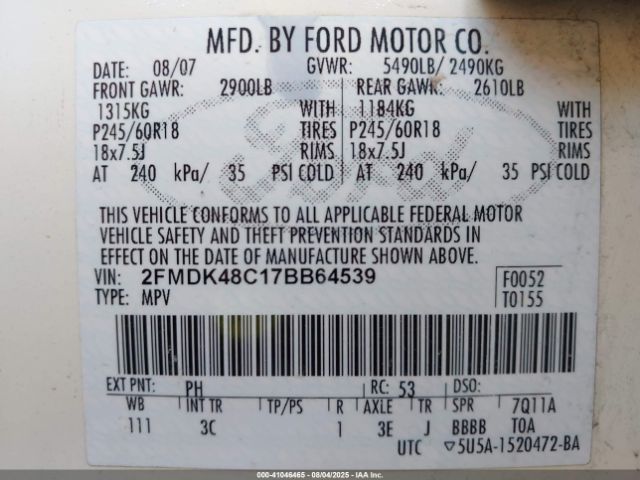 MFD. BY FORD MOTOR CO.
DATE: 08/07 GVWR: 5490LB/ 2490KG
FRONT GAWR: 2900LB REAR GAWR: 2610LB
1315KG WITH 1184KG WITH
P245/60R18 TIRES P245/60R18 TIRES
18x7.5J RIMS 18x7.5J RIMS
AT 240 kPa/ 35 PSI COLD AT 240 kPa/ 35 PSI COLD
THIS VEHICLE CONFORMS TO ALL APPLICABLE FEDERAL MOTOR
VEHICLE SAFETY AND THEFT PREVENTION STANDARDS IN
EFFECT ON THE DATE OF MANUFACTURE SHOWN ABOVE.
VIN: 2FMDK48C17BB64539 F0052
TYPE: MPV T0155
EXT PNT: PH RC: 53 DSO:
WB INT TR TP/PS R AXLE TR SPR 7Q11A
111 3C 1 3E J BBBB TOA
UTC ▽5U5A-1520472-BA
000-41046465 - 08/04/2025 - IAAI.com